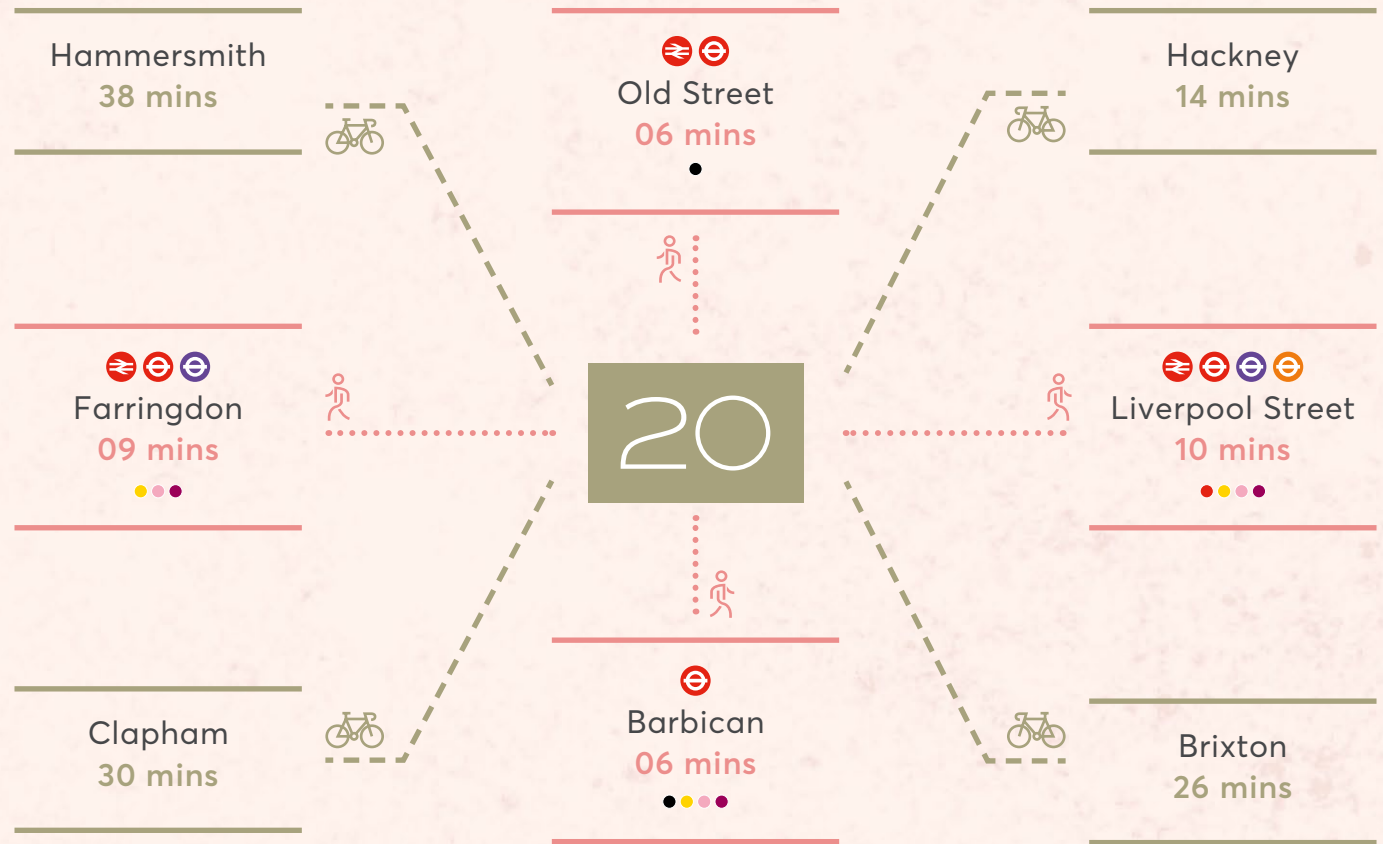 Hammersmith
38 mins
Old Street
06 mins
Hackney
14 mins
Farringdon
09 mins
20
Liverpool Street
10 mins
Clapham
30 mins
Barbican
06 mins
Brixton
26 mins